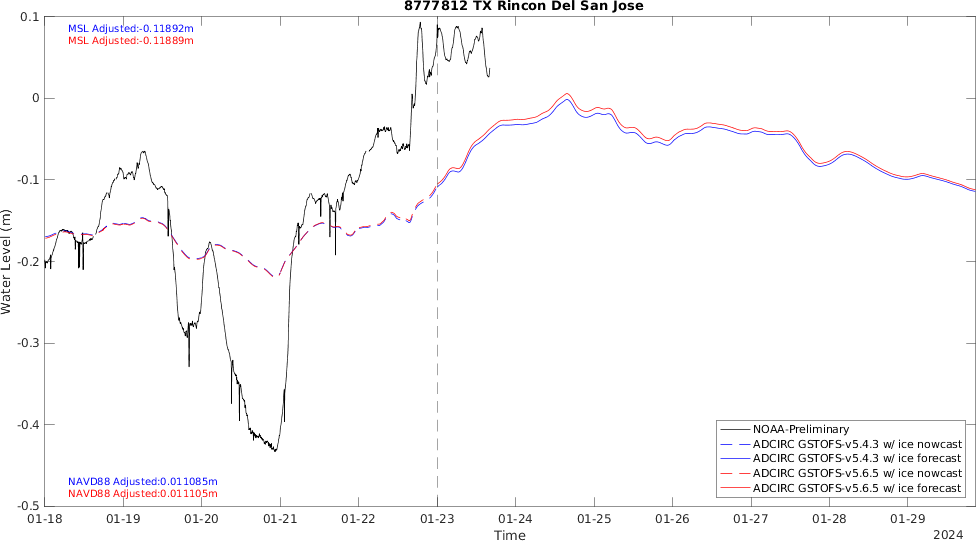 8777812 TX Rincon Del San Jose
MSL Adjusted:-0.11892m
MSL Adjusted:-0.11889m
0.1
0
-0.1
-0.2
-0.3
-0.4
-0.5
Water Level (m)
NAVD88 Adjusted:0.011085m
NAVD88 Adjusted:0.011105m
NOAA-Preliminary
ADCIRC GSTOFS-v5.4.3 w/ ice nowcast
ADCIRC GSTOFS-v5.4.3 w/ ice forecast
ADCIRC GSTOFS-v5.6.5 w/ ice nowcast
ADCIRC GSTOFS-v5.6.5 w/ ice forecast
01-18 01-19 01-20 01-21 01-22 01-23 01-24 01-25 01-26 01-27 01-28 01-29
Time
2024